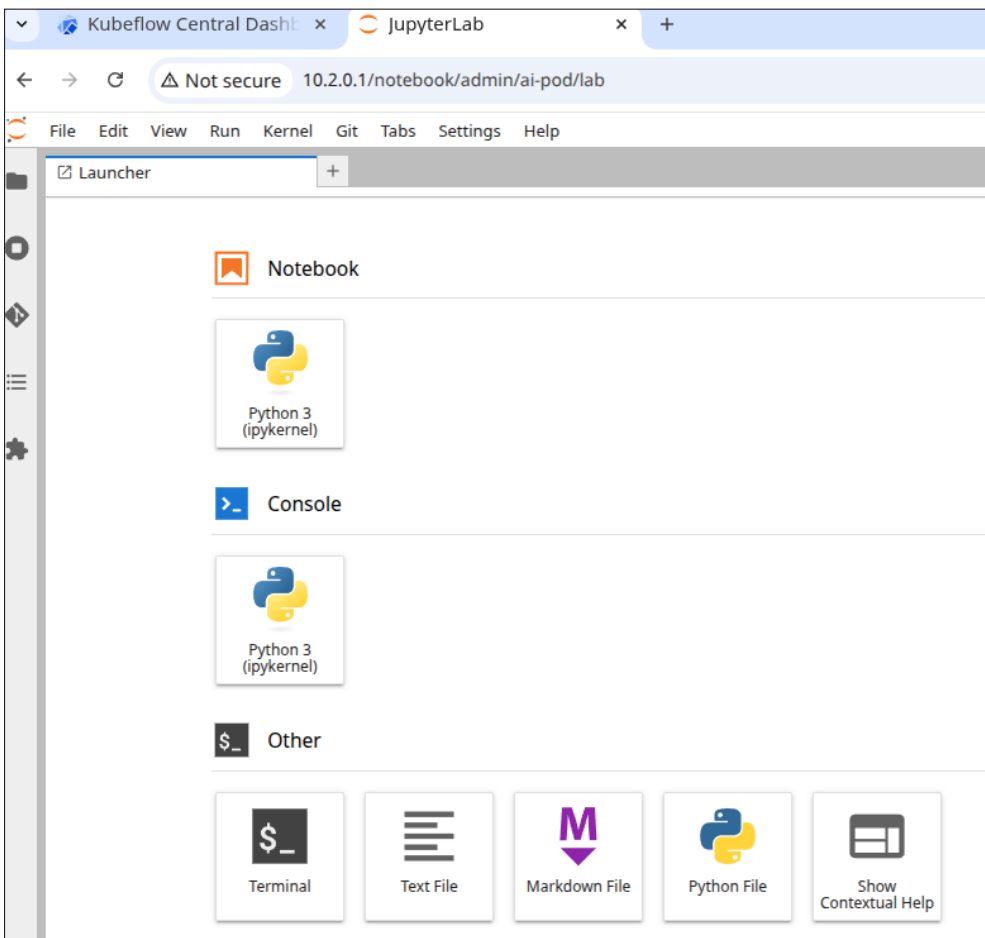 Kubeflow Central Dashb
JupyterLab
Not secure 10.2.0.1/notebook/admin/ai-pod/lab
File Edit View Run Kernel Git Tabs Settings Help
Launcher
Notebook
Python 3
(ipykernel)
Console
Python 3
(ipykernel)
$_ Other
$_
Terminal
Text File
M
Markdown File
Python File
Show
Contextual Help